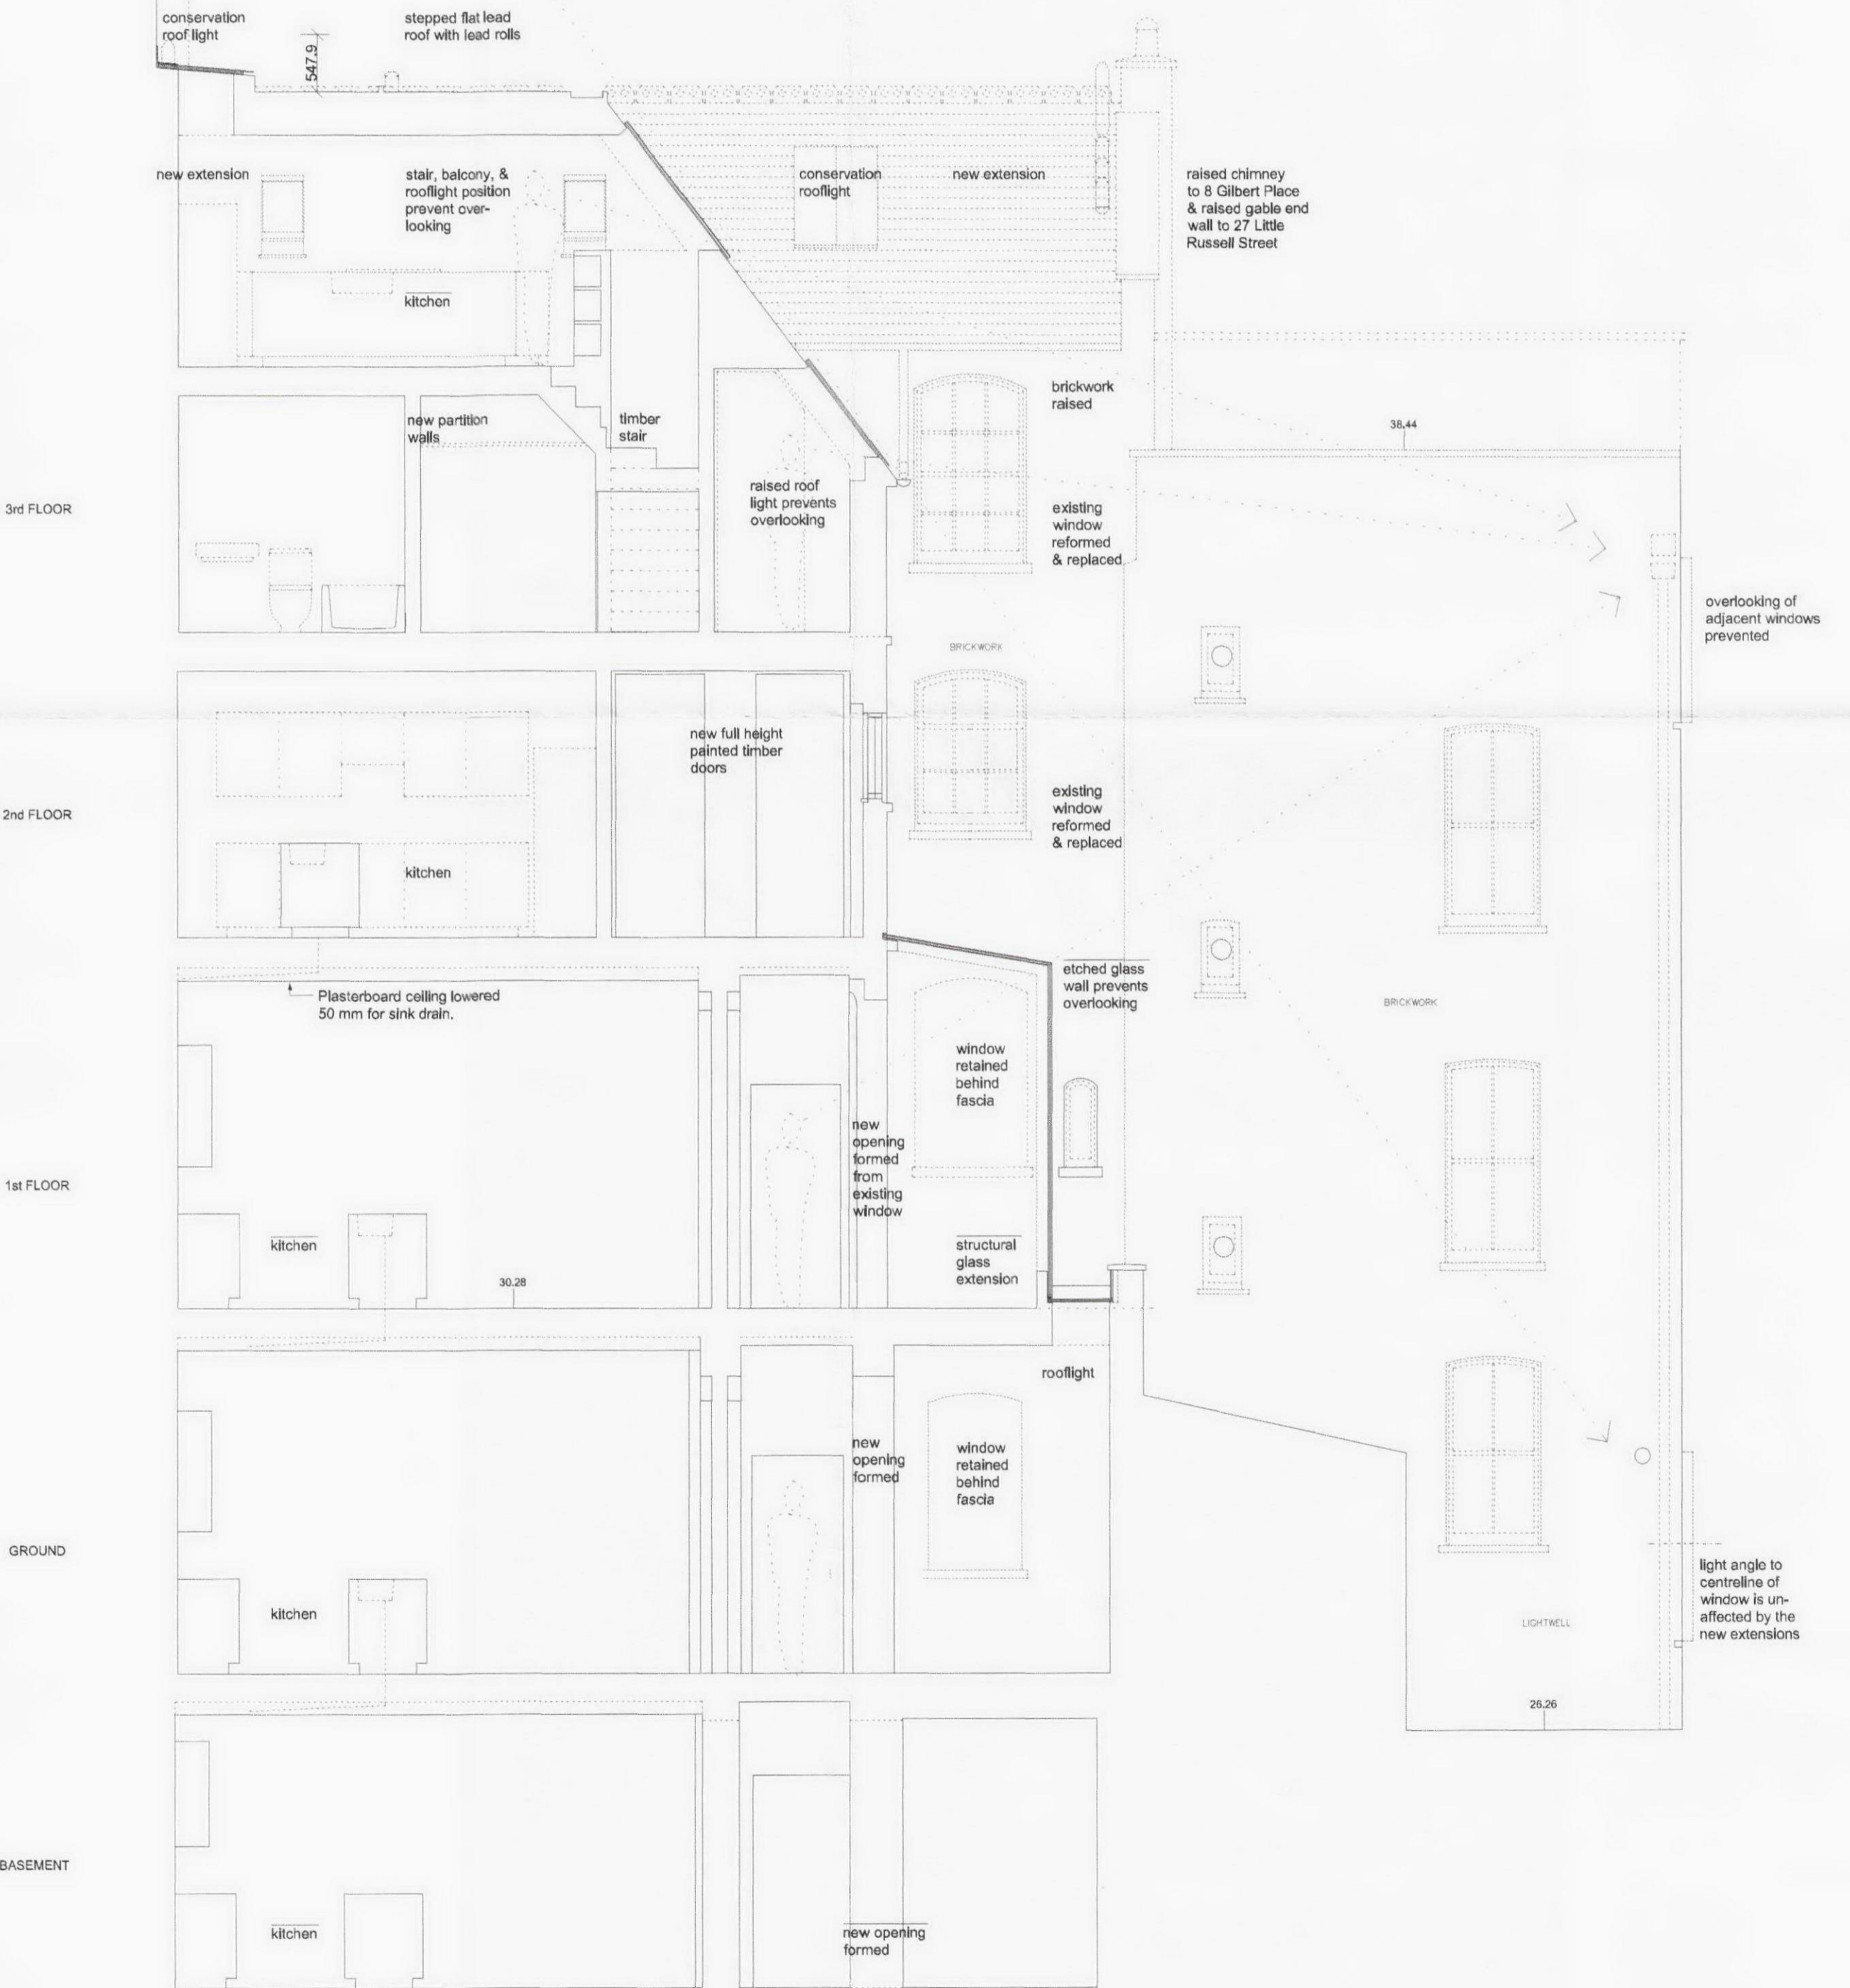 conservation
roof light
547.9
stepped flat lead
roof with lead rolls
new extension
stair, balcony, &
rooflight position
prevent over-
looking
kitchen
conservation
rooflight
new extension
raised chimney
to 8 Gilbert Place
& raised gable end
wall to 27 Little
Russell Street
brickwork
raised
38.44
new partition
walls
timber
stair
3rd FLOOR
raised roof
light prevents
overlooking
existing
window
reformed
& replaced
overlooking of
adjacent windows
prevented
BRICKWORK
new full height
painted timber
doors
2nd FLOOR
existing
window
reformed
& replaced
kitchen
etched glass
wall prevents
overlooking
Plasterboard ceiling lowered
50 mm for sink drain.
BRICKWORK
window
retained
behind
fascia
new
opening
formed
from
existing
window
1st FLOOR
kitchen
structural
glass
extension
30.28
rooflight
new
opening
formed
window
retained
behind
fascia
GROUND
light angle to
centreline of
window is un-
affected by the
new extensions
kitchen
LIGHTWELL
26.26
BASEMENT
kitchen
new opening
formed